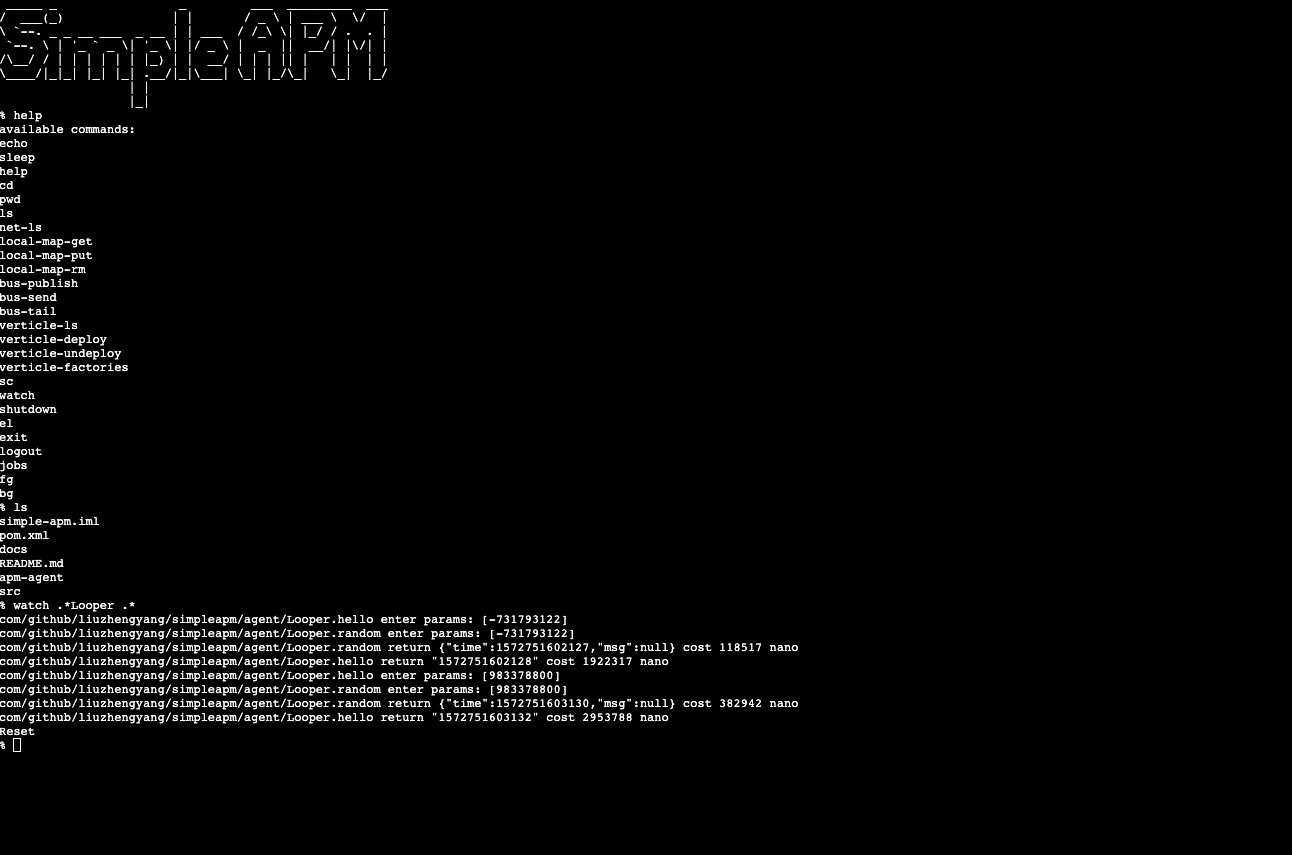 SimpleAPM
% help
available commands:
echo
sleep
help
cd
pwd
ls
net-ls
local-map-get
local-map-put
local-map-rm
bus-publish
bus-send
bus-tail
verticle-ls
verticle-deploy
verticle-undeploy
verticle-factories
sc
watch
shutdown
el
exit
logout
jobs
fg
bg
% ls
simple-apm.iml
pom.xml
docs
README.md
apm-agent
src
% watch .*Looper .*
com/github/liuzhengyang/simpleapm/agent/Looper.hello enter params: [-731793122]
com/github/liuzhengyang/simpleapm/agent/Looper.random enter params: [-731793122]
com/github/liuzhengyang/simpleapm/agent/Looper.random return {"time":1572751602127,"msg":null} cost 118517 nano
com/github/liuzhengyang/simpleapm/agent/Looper.hello return "1572751602128" cost 1922317 nano
com/github/liuzhengyang/simpleapm/agent/Looper.hello enter params: [983378800]
com/github/liuzhengyang/simpleapm/agent/Looper.random enter params: [983378800]
com/github/liuzhengyang/simpleapm/agent/Looper.random return {"time":1572751603130,"msg":null} cost 382942 nano
com/github/liuzhengyang/simpleapm/agent/Looper.hello return "1572751603132" cost 2953788 nano
Reset
%